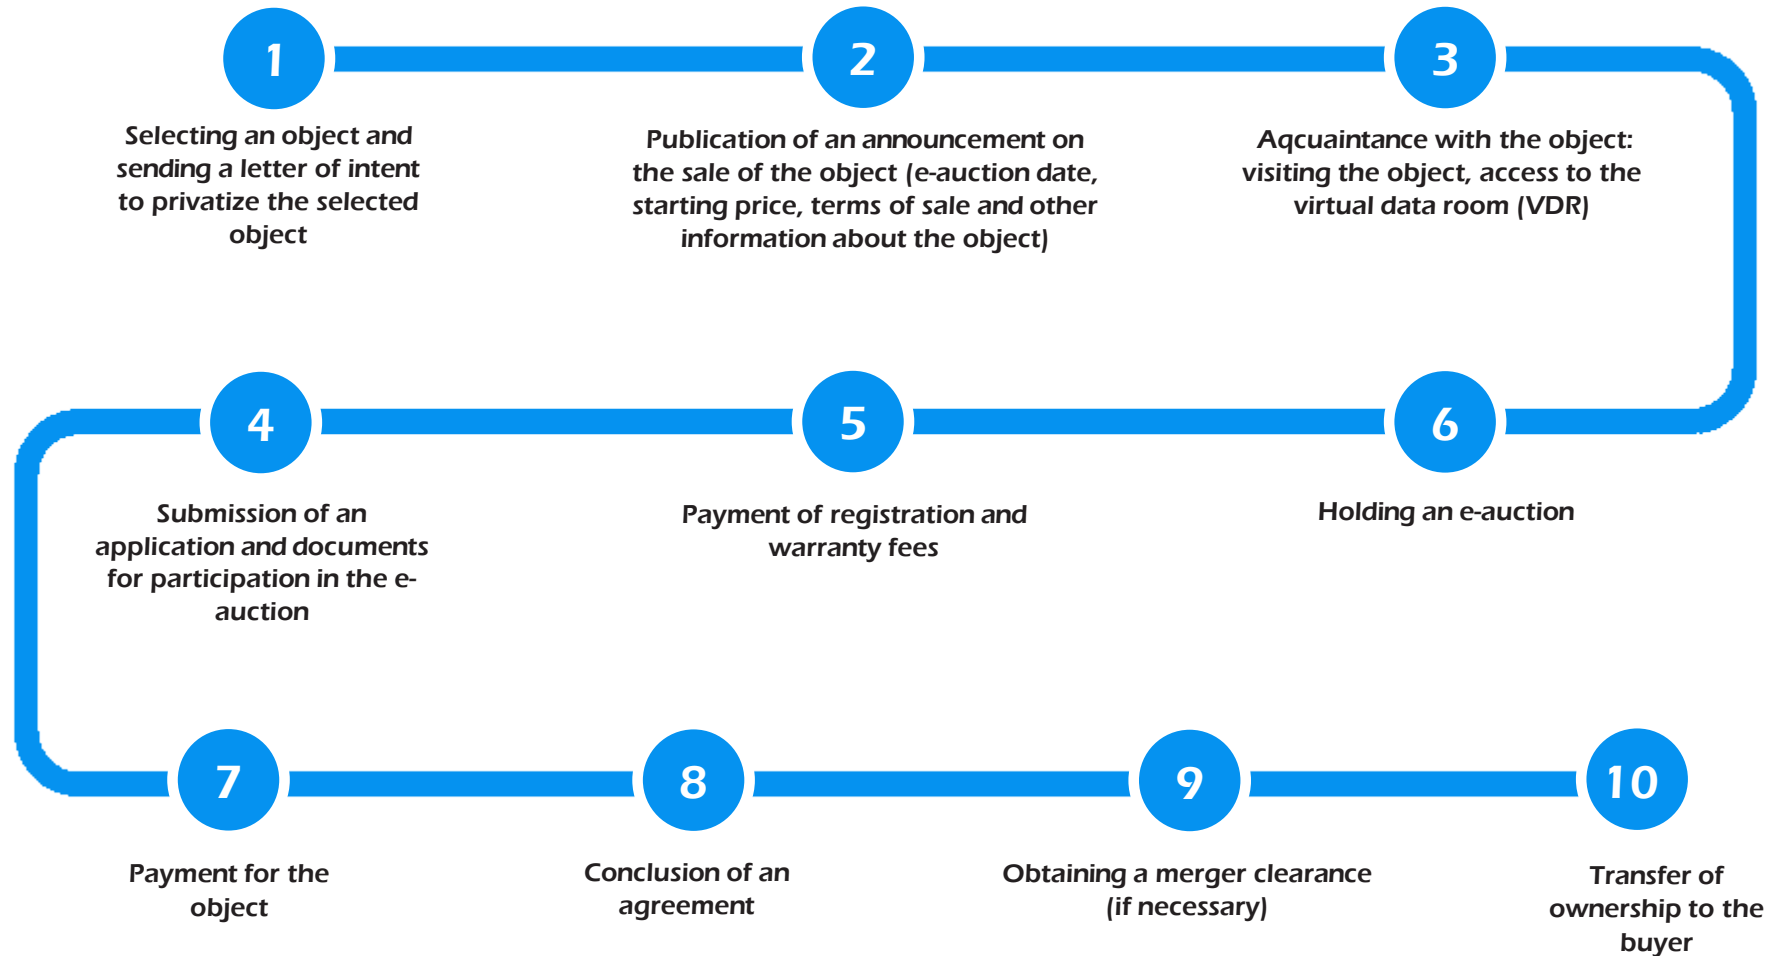 1
Selecting an object and
sending a letter of intent
to privatize the selected
object
2
Publication of an announcement on
the sale of the object (e-auction date,
starting price, terms of sale and other
information about the object)
3
Aqcuaintance with the object:
visiting the object, access to the
virtual data room (VDR)
4
Submission of an
application and documents
for participation in the e-
auction
5
Payment of registration and
warranty fees
6
Holding an e-auction
7
Payment for the
object
8
Conclusion of an
agreement
9
Obtaining a merger clearance
(if necessary)
10
Transfer of
ownership to the
buyer